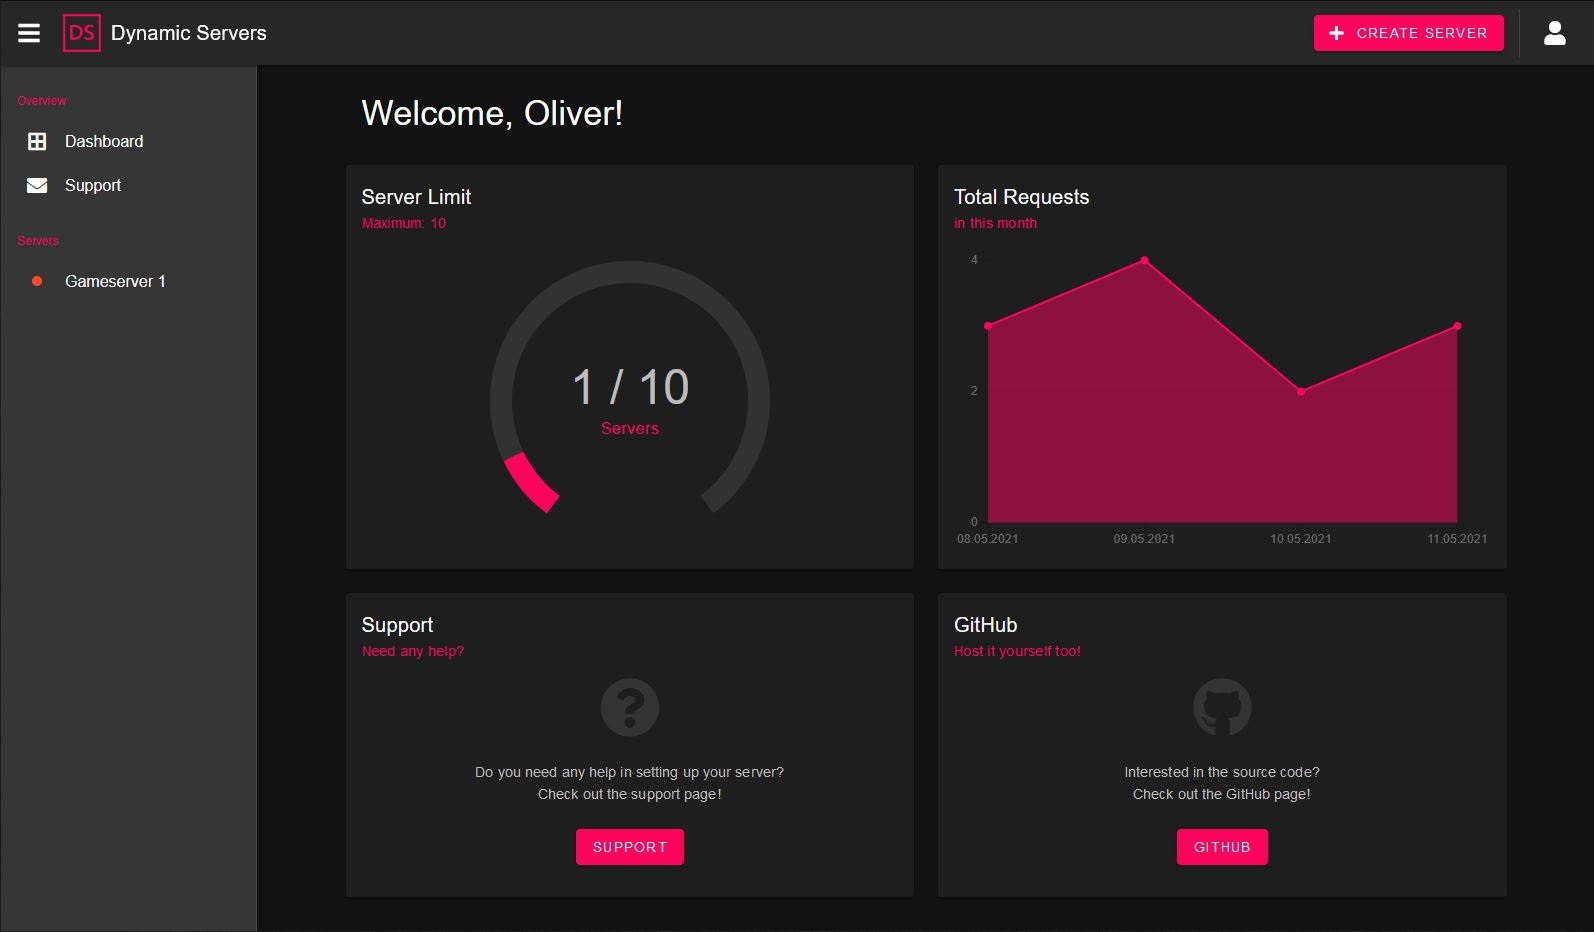 DS Dynamic Servers
CREATE SERVER
Overview
Dashboard
Support
Servers
Gameserver 1
Welcome, Oliver!
Server Limit
Maximum: 10
1 / 10
Servers
Total Requests
in this month
4
2
0
08.05.2021 09.05.2021 10.05.2021 11.05.2021
Support
Need any help?
Do you need any help in setting up your server?
Check out the support page!
SUPPORT
GitHub
Host it yourself too!
Interested in the source code?
Check out the GitHub page!
GITHUB